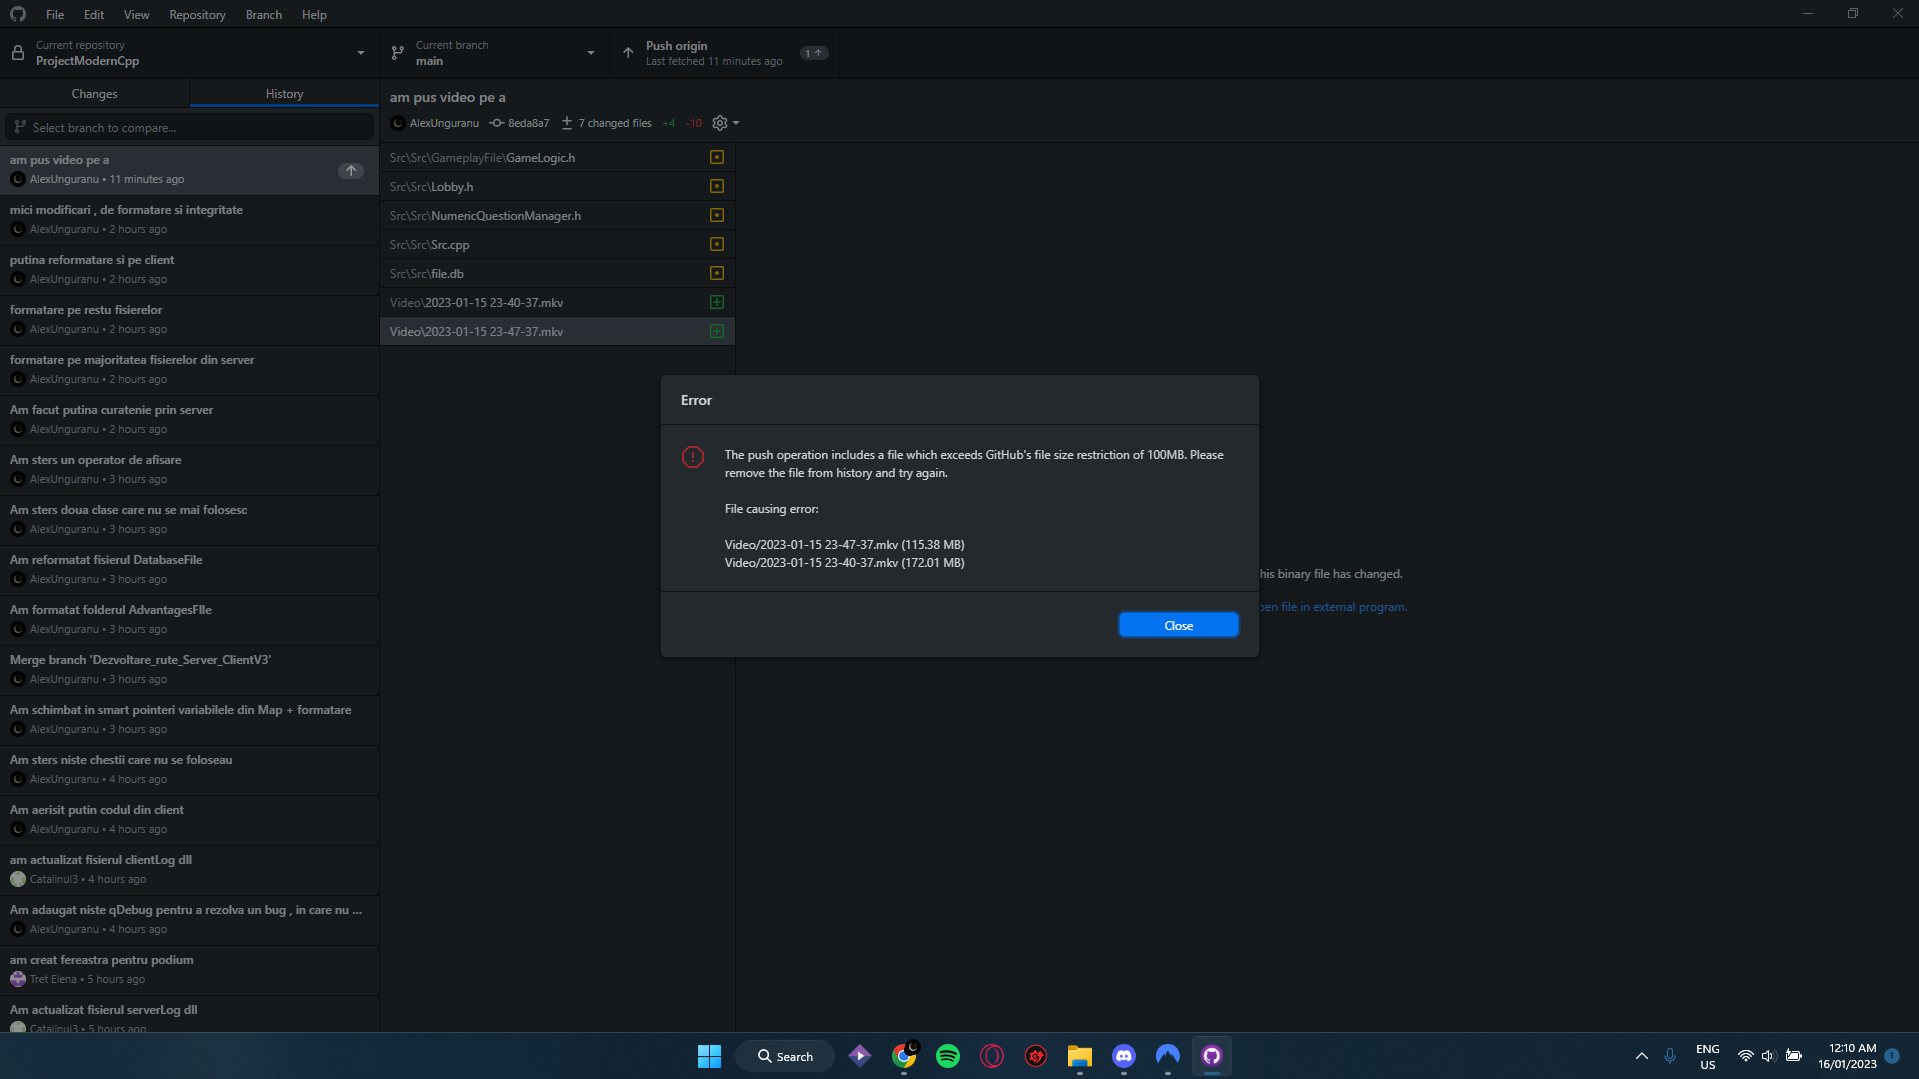 File Edit View Repository Branch Help
Current repository
ProjectModernCpp
Current branch
main
Push origin
Last fetched 11 minutes ago
1
Changes
History
Select branch to compare...
am pus video pe a
AlexUnguranu • 11 minutes ago
mici modificari , de formatare si integritate
AlexUnguranu • 2 hours ago
putina reformatare si pe client
AlexUnguranu • 2 hours ago
formatare pe restu fisierelor
AlexUnguranu • 2 hours ago
formatare pe majoritatea fisierelor din server
AlexUnguranu • 2 hours ago
Am facut putina curatenie prin server
AlexUnguranu • 2 hours ago
Am sters un operator de afisare
AlexUnguranu • 3 hours ago
Am sters doua clase care nu se mai folosesc
AlexUnguranu • 3 hours ago
Am reformatat fisierul DatabaseFile
AlexUnguranu • 3 hours ago
Am formatat folderul AdvantagesFIle
AlexUnguranu • 3 hours ago
Merge branch 'Dezvoltare_rute_Server_ClientV3'
AlexUnguranu • 3 hours ago
Am schimbat in smart pointeri variabilele din Map + formatare
AlexUnguranu • 3 hours ago
Am sters niste chestii care nu se foloseau
AlexUnguranu • 4 hours ago
Am aerisit putin codul din client
AlexUnguranu • 4 hours ago
am actualizat fisierul clientLog dll
Catalinul3 • 4 hours ago
Am adaugat niste qDebug pentru a rezolva un bug , in care nu ...
AlexUnguranu • 4 hours ago
am creat fereastra pentru podium
Tret Elena • 5 hours ago
Am actualizat fisierul serverLog dll
Catalinul3 • 5 hours ago
am pus video pe a
AlexUnguranu 8eda8a7 7 changed files +4 -10
Src\Src\GameplayFile\GameLogic.h
Src\Src\Lobby.h
Src\Src\NumericQuestionManager.h
Src\Src\Src.cpp
Src\Src\file.db
Video\2023-01-15 23-40-37.mkv
Video\2023-01-15 23-47-37.mkv
Error
The push operation includes a file which exceeds GitHub's file size restriction of 100MB. Please
remove the file from history and try again.
File causing error:
Video/2023-01-15 23-47-37.mkv (115.38 MB)
Video/2023-01-15 23-40-37.mkv (172.01 MB)
Close
his binary file has changed.
pen file in external program.
Search
ENG
US
12:10 AM
16/01/2023
1